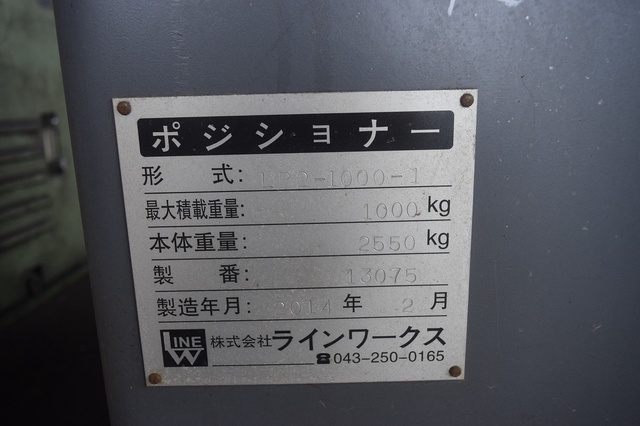 ポジショナー
形 式: -1000-1
最大積載重量: 1000 kg
本体重量: 2550 kg
製 番: 13075
製造年月: 2014 年 2 月
LINE W 株式会社ラインワークス
☎043-250-0165